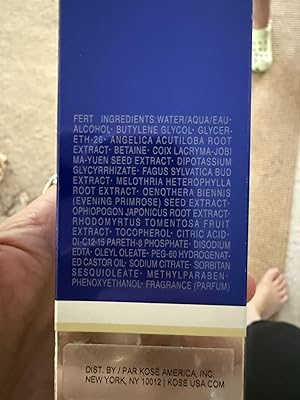 FERT INGREDIENTS:WATER/AQUA/EAU·
ALCOHOL· BUTYLENE GLYCOL· GLYCER-
ETH-26· ANGELICA ACUTILOBA ROOT
EXTRACT· BETAINE· COIX LACRYMA-JOBI
MA-YUEN SEED EXTRACT· DIPOTASSIUM
GLYCYRRHIZATE· FAGUS SYLVATICA BUD
EXTRACT· MELOTHRIA HETEROPHYLLA
ROOT EXTRACT· OENOTHERA BIENNIS
(EVENING PRIMROSE) SEED EXTRACT·
OPHIOPOGON JAPONICUS ROOT EXTRACT·
RHODOMYRTUS TOMENTOSA FRUIT
EXTRACT· TOCOPHEROL· CITRIC ACID·
DI-C12-15 PARETH-8 PHOSPHATE· DISODIUM
EDTA· OLEYL OLEATE· PEG-60 HYDROGENAT-
ED CASTOR OIL· SODIUM CITRATE· SORBITAN
SESQUIOLEATE· METHYLPARABEN·
PHENOXYETHANOL· FRAGRANCE (PARFUM)
DIST. BY / PAR KOSÉ AMERICA, INC.
NEW YORK, NY 10012 | KOSE USA.COM